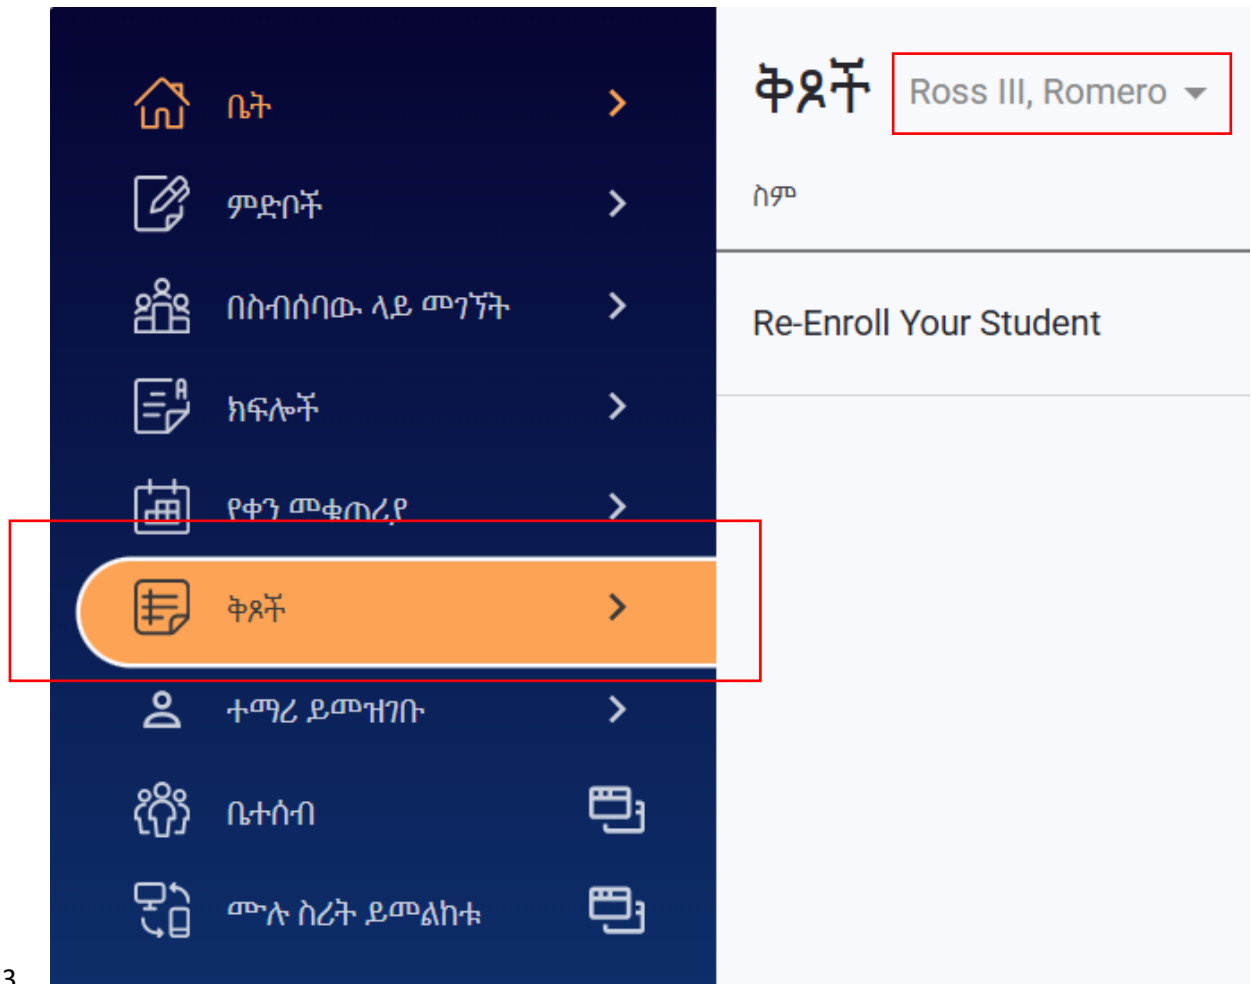 ቤት
ምድቦች
በስብሰባው ላይ መገኘት
ክፍሎች
የቀን መቁጠሪያ
ቅጾች
ተማሪ ይመዝገቡ
ቤተሰብ
ሙሉ ስሪት ይመልከቱ
ቅጾች Ross III, Romero
ስም
Re-Enroll Your Student
3